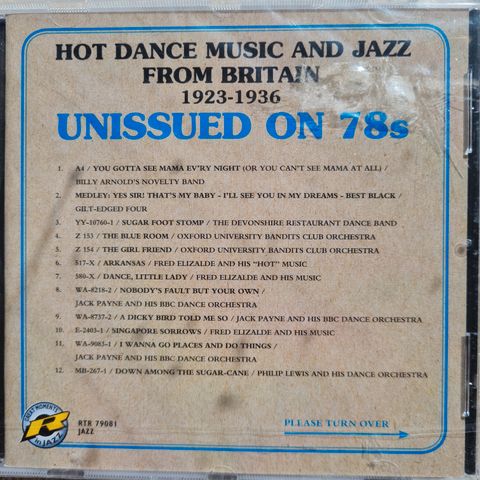 HOT DANCE MUSIC AND JAZZ
FROM BRITAIN
1923-1936
UNISSUED ON 78s
1. A4 / YOU GOTTA SEE MAMA EV'RY NIGHT (OR YOU CAN'T SEE MAMA AT ALL) /
BILLY ARNOLD'S NOVELTY BAND
2. MEDLEY: YES SIR! THAT'S MY BABY - I'LL SEE YOU IN MY DREAMS - BEST BLACK /
GILT-EDGED FOUR
3. YY-10760-1 / SUGAR FOOT STOMP / THE DEVONSHIRE RESTAURANT DANCE BAND
4. Z 153 / THE BLUE ROOM / OXFORD UNIVERSITY BANDITS CLUB ORCHESTRA
5. Z 154 / THE GIRL FRIEND / OXFORD UNIVERSITY BANDITS CLUB ORCHESTRA
6. 517-X / ARKANSAS / FRED ELIZALDE AND HIS "HOT" MUSIC
7. 580-X / DANCE, LITTLE LADY / FRED ELIZALDE AND HIS MUSIC
8. WA-8218-2 / NOBODY'S FAULT BUT YOUR OWN /
JACK PAYNE AND HIS BBC DANCE ORCHESTRA
9. WA-8737-2 / A DICKY BIRD TOLD ME SO / JACK PAYNE AND HIS BBC DANCE ORCHESTRA
10. E-2403-1 / SINGAPORE SORROWS / FRED ELIZALDE AND HIS MUSIC
11. WA-9085-1 / I WANNA GO PLACES AND DO THINGS /
JACK PAYNE AND HIS BBC DANCE ORCHESTRA
12. MB-267-1 / DOWN AMONG THE SUGAR-CANE / PHILIP LEWIS AND HIS DANCE ORCHESTRA
GREAT MOMENTS
R
in JAZZ
RTR 79081
JAZZ
PLEASE TURN OVER